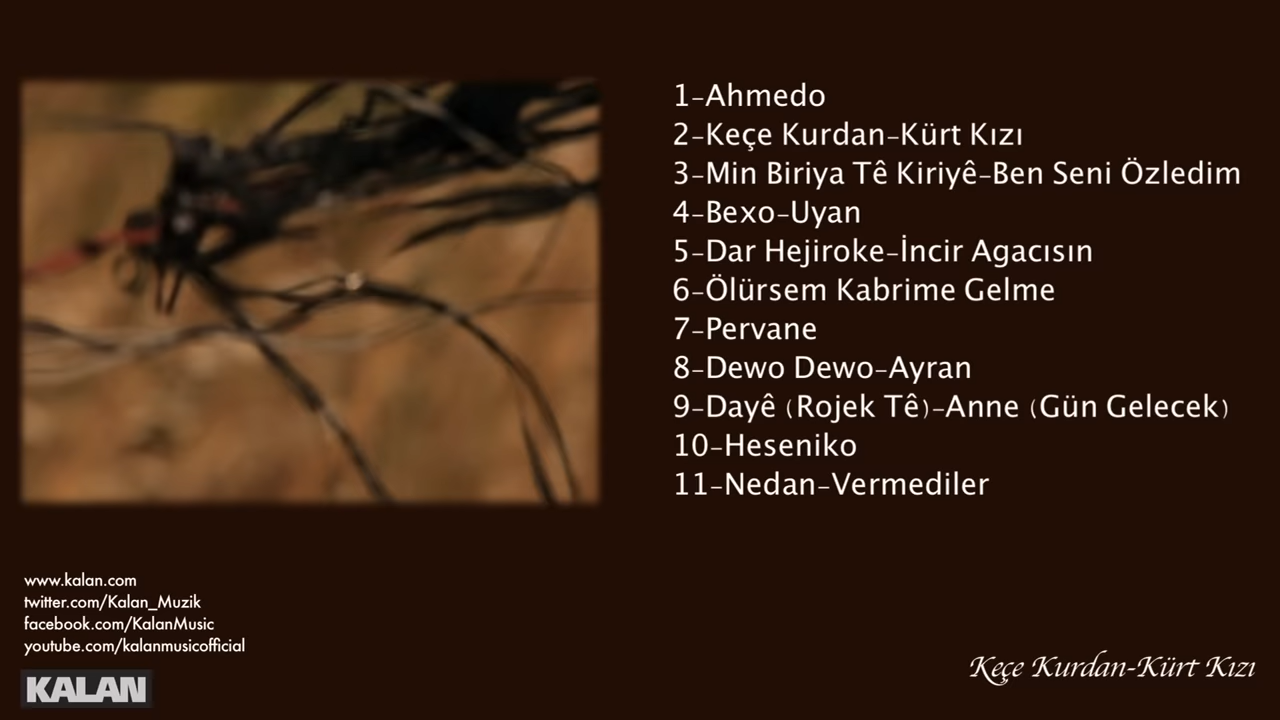 1-Ahmedo
2-Keçe Kurdan-Kürt Kızı
3-Min Biriya Tê Kiriyê-Ben Seni Özledim
4-Bexo-Uyan
5-Dar Hejiroke-İncir Agacısın
6-Ölürsem Kabrime Gelme
7-Pervane
8-Dewo Dewo-Ayran
9-Dayê (Rojek Tê)-Anne (Gün Gelecek)
10-Heseniko
11-Nedan-Vermediler
www.kalan.com
twitter.com/Kalan_Muzik
facebook.com/KalanMusic
youtube.com/kalanmusicofficial
KALAN
Keçe Kurdan-Kürt Kızı